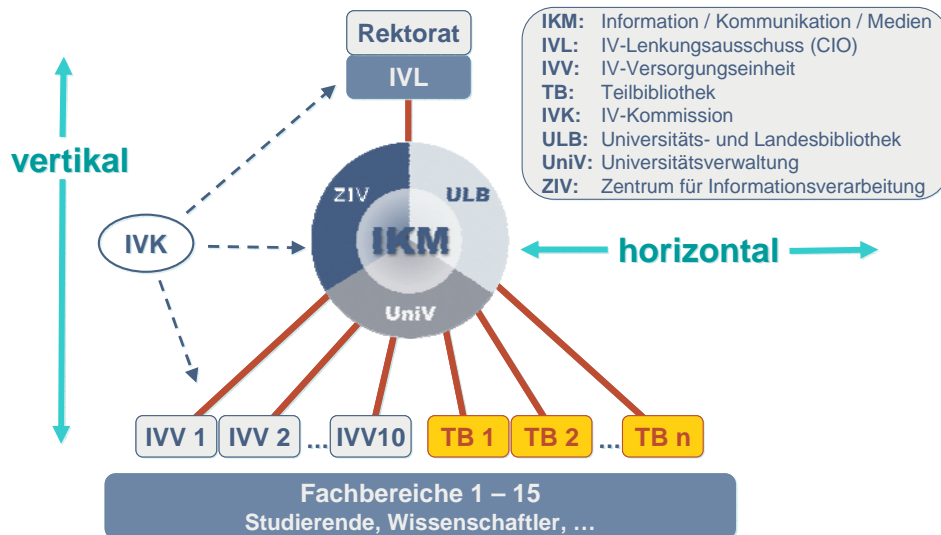 Rektorat
IVL
IKM: Information / Kommunikation / Medien
IVL: IV-Lenkungsausschuss (CIO)
IVV: IV-Versorgungseinheit
TB: Teilbibliothek
IVK: IV-Kommission
ULB: Universitäts- und Landesbibliothek
UniV: Universitätsverwaltung
ZIV: Zentrum für Informationsverarbeitung
vertikal
ZIV
ULB
IVK
IKM
horizontal
UniV
IVV 1 IVV 2 ... IVV10 TB 1 TB 2 ... TB n
Fachbereiche 1 – 15
Studierende, Wissenschaftler, …